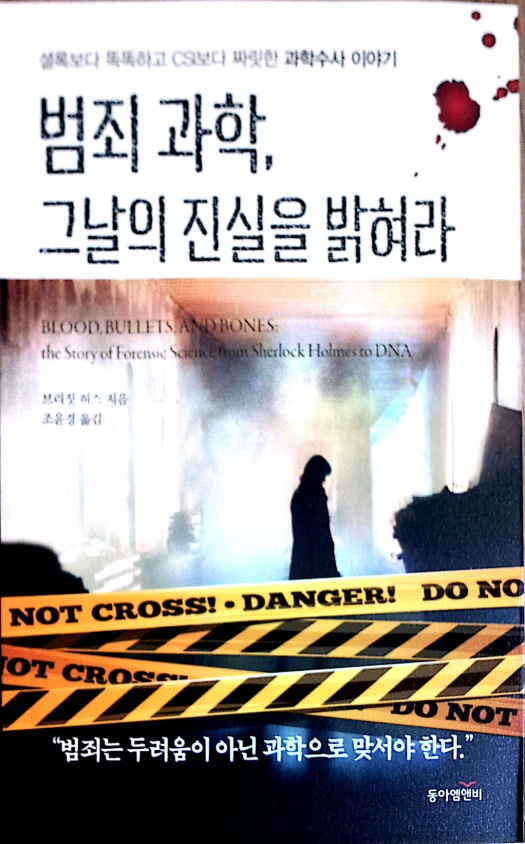 셜록보다 똑똑하고 CSI보다 짜릿한 과학수사 이야기
범죄 과학,
그날의 진실을 밝혀라
BLOOD, BULLETS, AND BONES:
the Story of Forensic Science from Sherlock Holmes to DNA
브리짓 허스 지음
조윤경 옮김
NOT CROSS! • DANGER! DO NO
NOT CROSS!
DO NOT
“범죄는 두려움이 아닌 과학으로 맞서야 한다.”
동아엠앤비